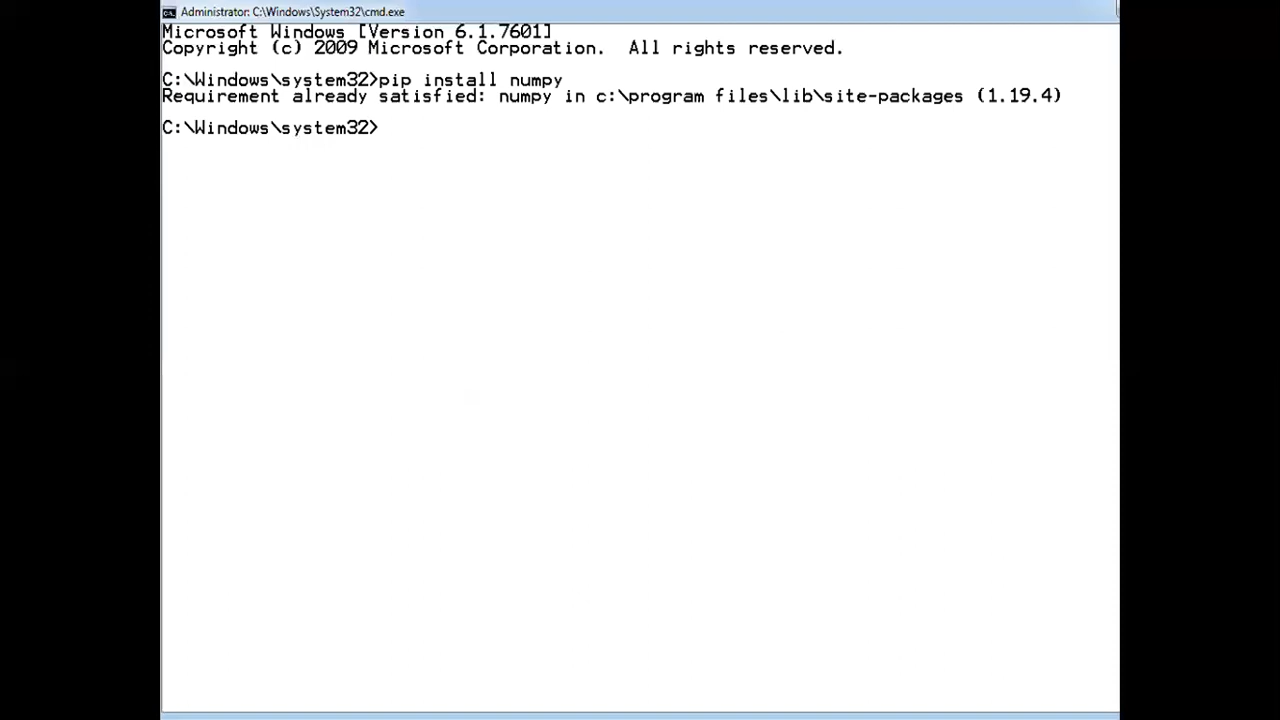 Administrator: C:\Windows\System32\cmd.exe
Microsoft Windows [Version 6.1.7601]
Copyright (c) 2009 Microsoft Corporation.  All rights reserved.
C:\Windows\system32>pip install numpy
Requirement already satisfied: numpy in c:\program files\lib\site-packages (1.19.4)
C:\Windows\system32>